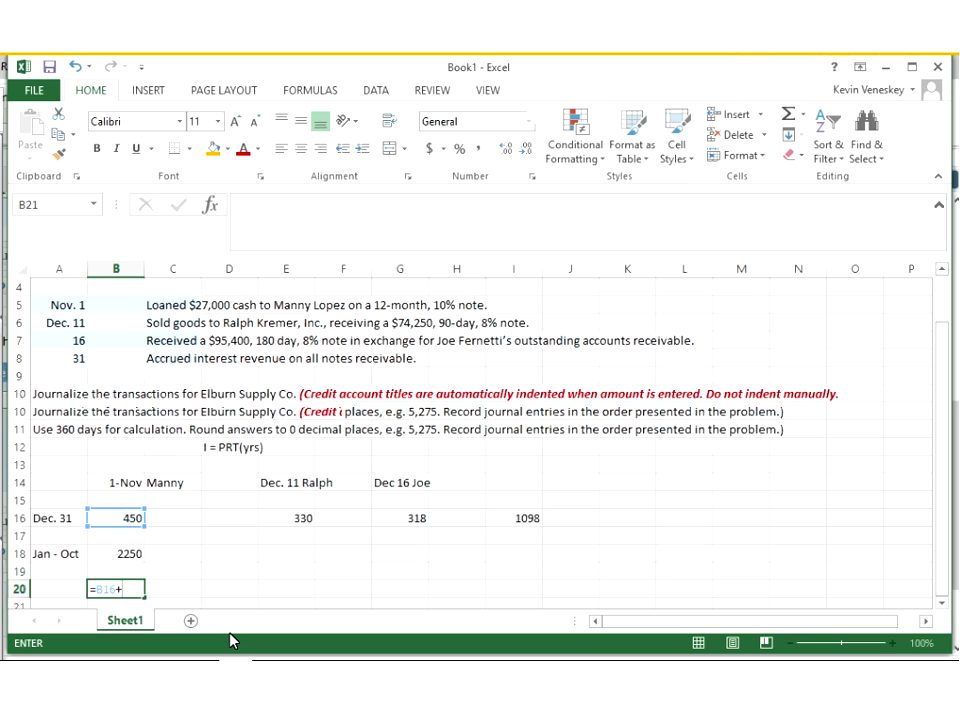 Book1 - Excel
?
FILE HOME INSERT PAGE LAYOUT FORMULAS DATA REVIEW VIEW Kevin Veneskey
Calibri 11 A A General Insert Σ A Z
Paste B I U A $ % , Conditional Formatting Format as Table Cell Styles Delete Format Sort & Filter Find & Select
Clipboard Font Alignment Number Styles Cells Editing
B21 fx
A B C D E F G H I J K L M N O P
4
5 Nov. 1 Loaned $27,000 cash to Manny Lopez on a 12-month, 10% note.
6 Dec. 11 Sold goods to Ralph Kremer, Inc., receiving a $74,250, 90-day, 8% note.
7 16 Received a $95,400, 180 day, 8% note in exchange for Joe Fernetti's outstanding accounts receivable.
8 31 Accrued interest revenue on all notes receivable.
9
10 Journalize the transactions for Elburn Supply Co. (Credit account titles are automatically indented when amount is entered. Do not indent manually.
10 Journalize the transactions for Elburn Supply Co. (Credit places, e.g. 5,275. Record journal entries in the order presented in the problem.)
11 Use 360 days for calculation. Round answers to 0 decimal places, e.g. 5,275. Record journal entries in the order presented in the problem.)
12 I = PRT(yrs)
13
14 1-Nov Manny Dec. 11 Ralph Dec 16 Joe
15
16 Dec. 31 450 330 318 1098
17
18 Jan - Oct 2250
19
20 =B16+
21
Sheet1
ENTER 100%